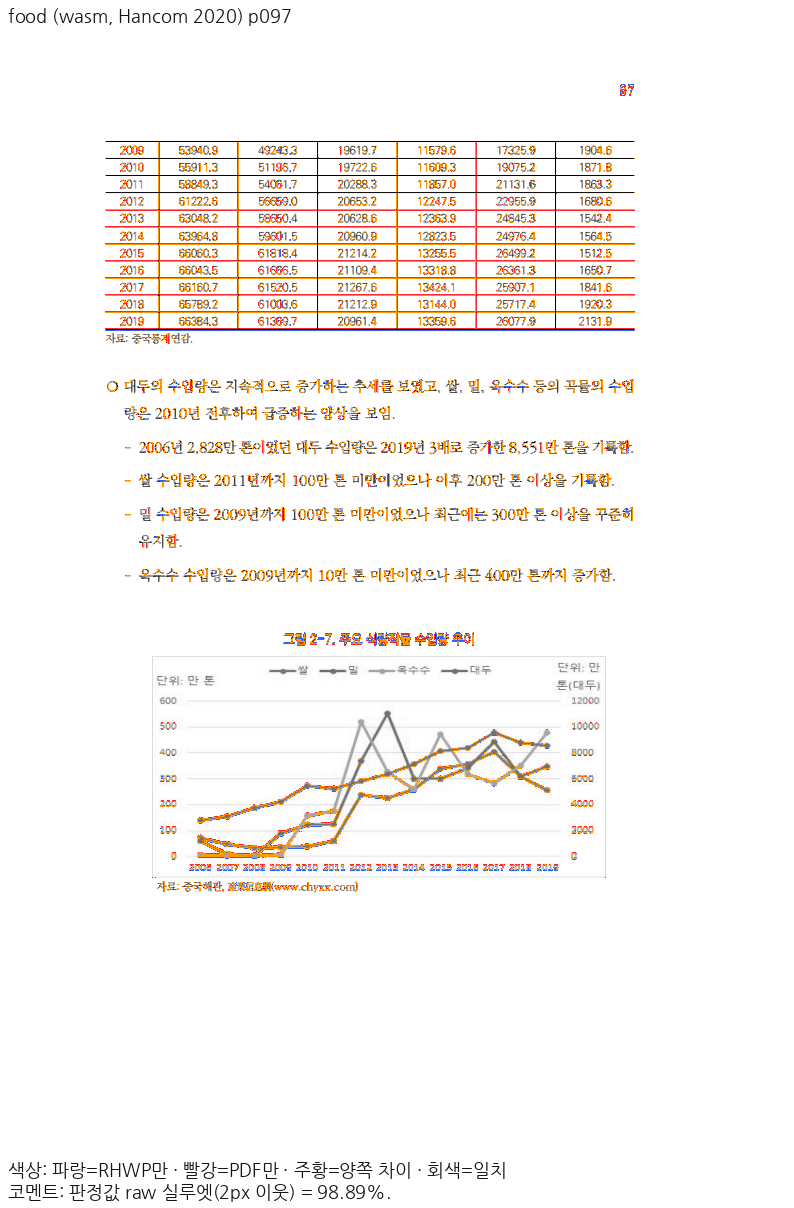 food (wasm, Hancom 2020) p097
97
2009 53940.9 49243.3 19619.7 11579.6 17325.9 1904.6
2010 55911.3 51196.7 19722.6 11609.3 19075.2 1871.8
2011 58849.3 54061.7 20288.3 11857.0 21131.6 1863.3
2012 61222.6 56659.0 20653.2 12247.5 22955.9 1680.6
2013 63048.2 58650.4 20628.6 12363.9 24845.3 1542.4
2014 63964.8 59601.5 20960.9 12823.5 24976.4 1564.5
2015 66060.3 61818.4 21214.2 13255.5 26499.2 1512.5
2016 66043.5 61666.5 21109.4 13318.8 26361.3 1650.7
2017 66160.7 61520.5 21267.6 13424.1 25907.1 1841.6
2018 65789.2 61003.6 21212.9 13144.0 25717.4 1920.3
2019 66384.3 61369.7 20961.4 13359.6 26077.9 2131.9
자료: 중국통계연감.
○ 대두의 수입량은 지속적으로 증가하는 추세를 보였고, 쌀, 밀, 옥수수 등의 곡물의 수입
량은 2010년 전후하여 급증하는 양상을 보임.
- 2006년 2,828만 톤이었던 대두 수입량은 2019년 3배로 증가한 8,551만 톤을 기록함.
- 쌀 수입량은 2011년까지 100만 톤 미만이었으나 이후 200만 톤 이상을 기록함.
- 밀 수입량은 2009년까지 100만 톤 미만이었으나 최근에는 300만 톤 이상을 꾸준히
유지함.
- 옥수수 수입량은 2009년까지 10만 톤 미만이었으나 최근 400만 톤까지 증가함.
그림 2-7. 주요 식량작물 수입량 추이
쌀 밀 옥수수 대두
단위: 만 톤
단위: 만
톤(대두)
600 12000
500 10000
400 8000
300 6000
200 4000
100 2000
0 0
2006 2007 2008 2009 2010 2011 2012 2013 2014 2015 2016 2017 2018 2019
자료: 중국해관, (www.chyxx.com)
색상: 파랑=RHWP만 · 빨강=PDF만 · 주황=양쪽 차이 · 회색=일치
코멘트: 판정값 raw 실루엣(2px 이웃) = 98.89%.